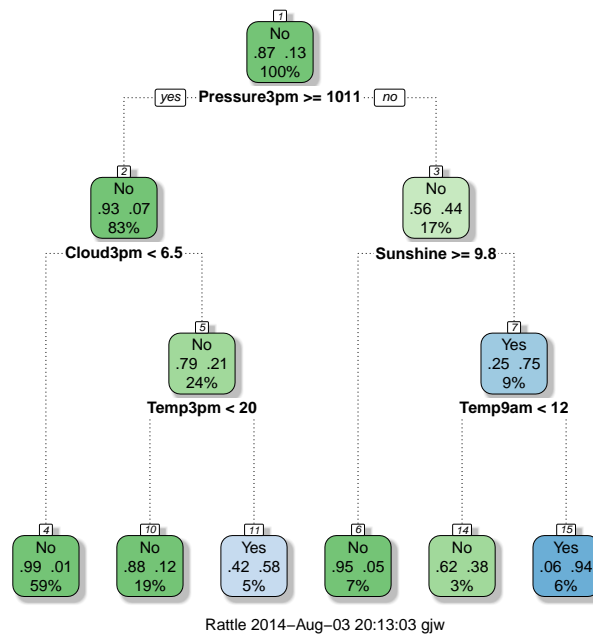 1
No
.87 .13
100%
yes Pressure3pm >= 1011 no
2
No
.93 .07
83%
Cloud3pm < 6.5
3
No
.56 .44
17%
Sunshine >= 9.8
5
No
.79 .21
24%
Temp3pm < 20
7
Yes
.25 .75
9%
Temp9am < 12
4
No
.99 .01
59%
10
No
.88 .12
19%
11
Yes
.42 .58
5%
6
No
.95 .05
7%
14
No
.62 .38
3%
15
Yes
.06 .94
6%
Rattle 2014−Aug−03 20:13:03 gjw